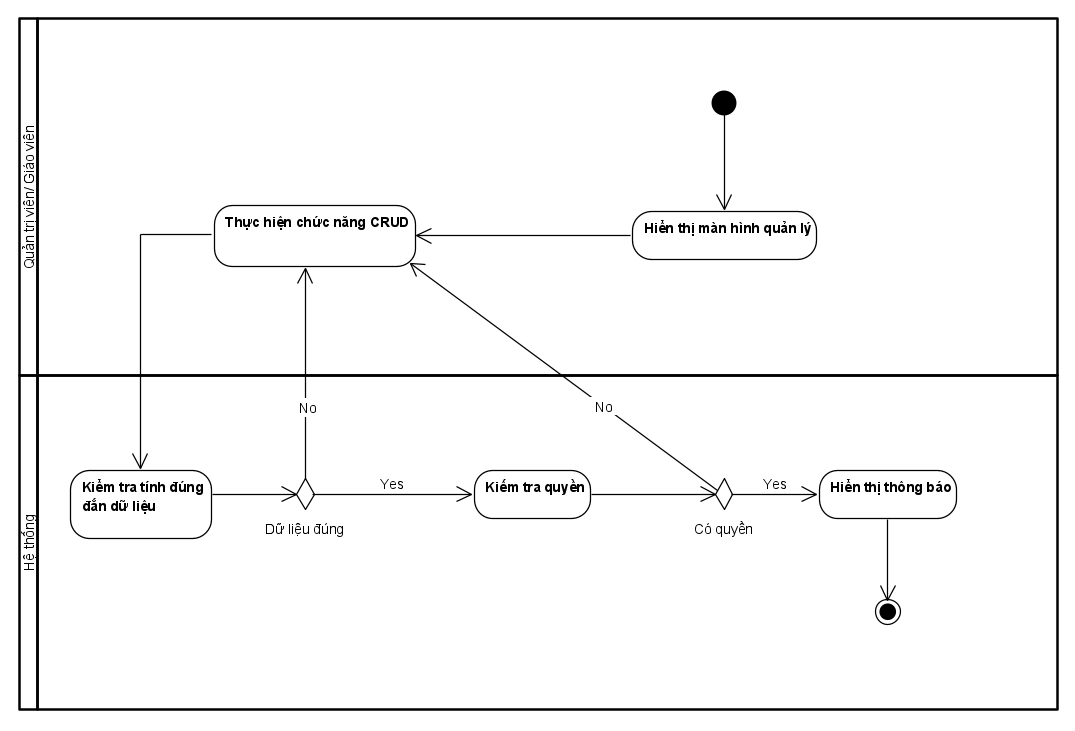 Quản trị viên/ Giáo viên
Thực hiện chức năng CRUD
Hiển thị màn hình quản lý
No
No
Hệ thống
Kiểm tra tính đúng
đắn dữ liệu
Yes
Kiểm tra quyền
Yes
Hiển thị thông báo
Dữ liệu đúng
Có quyền